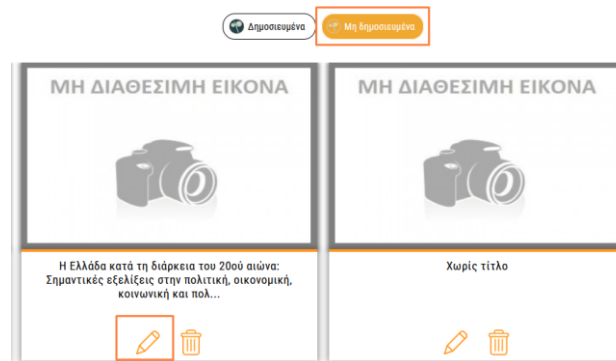 Δημοσιευμένα
Μη δημοσιευμένα
ΜΗ ΔΙΑΘΕΣΙΜΗ ΕΙΚΟΝΑ
ΜΗ ΔΙΑΘΕΣΙΜΗ ΕΙΚΟΝΑ
Η Ελλάδα κατά τη διάρκεια του 20ού αιώνα:
Σημαντικές εξελίξεις στην πολιτική, οικονομική,
κοινωνική και πολ...
Χωρίς τίτλο